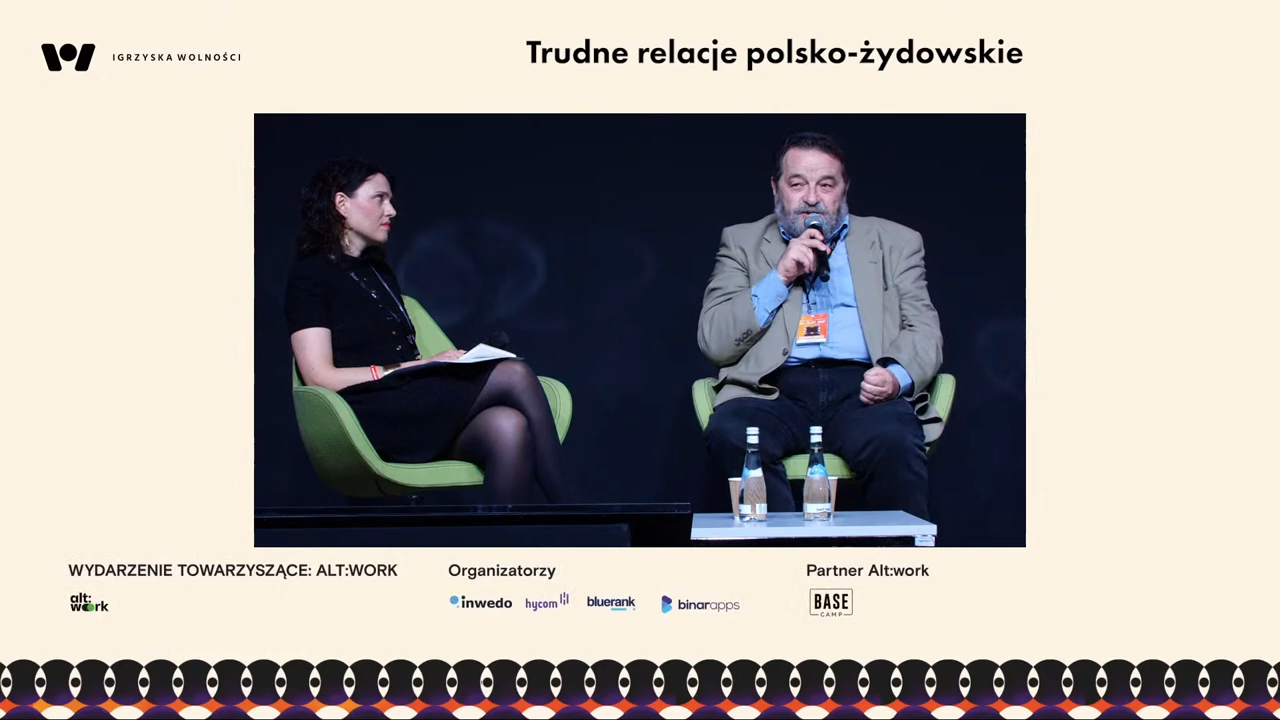 IGRZYSKA WOLNOŚCI
Trudne relacje polsko-żydowskie
WYDARZENIE TOWARZYSZĄCE: ALT:WORK
alt:
work
Organizatorzy
inwedo
hycom
bluerank
binarapps
Partner Alt:work
BASE
CAMP